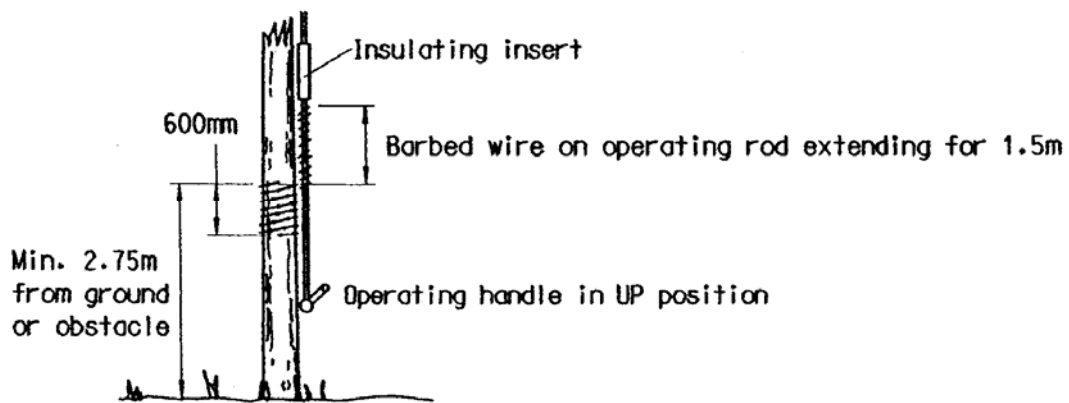 Insulating insert
600mm
Barbed wire on operating rod extending for 1.5m
Min. 2.75m
from ground
or obstacle
Operating handle in UP position